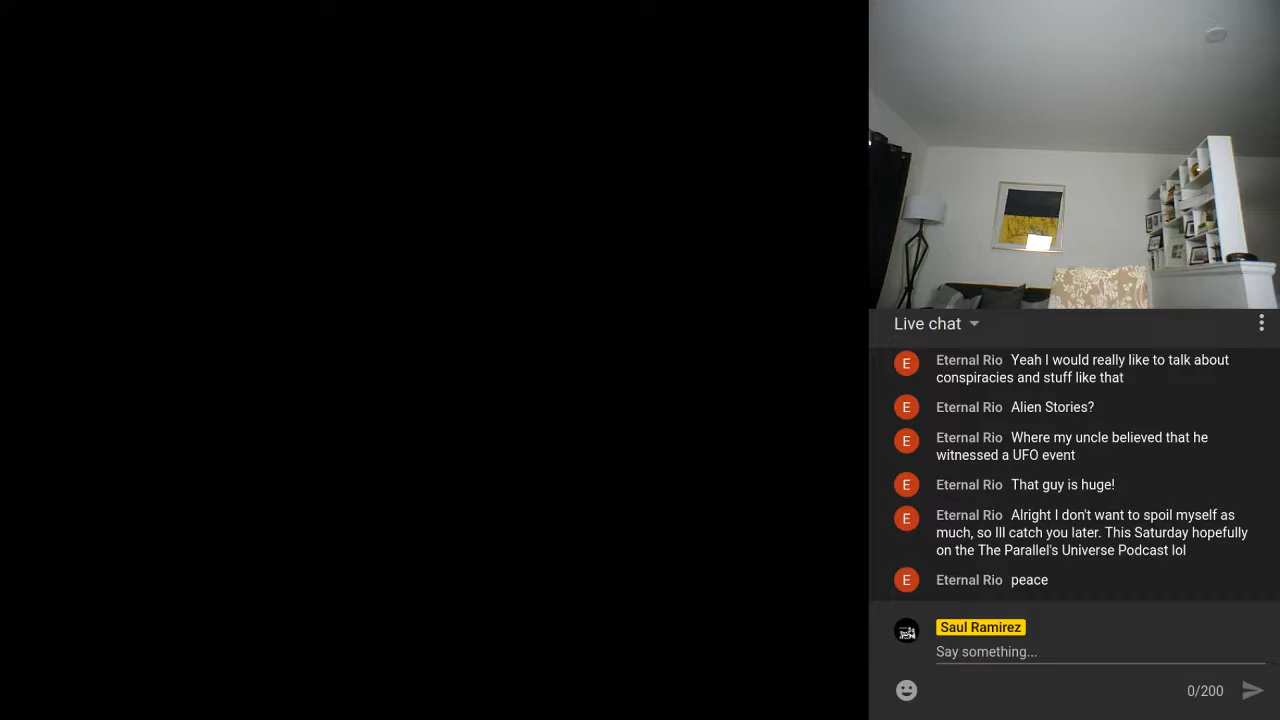 Live chat
E
Eternal Rio Yeah I would really like to talk about
conspiracies and stuff like that
E
Eternal Rio Alien Stories?
E
Eternal Rio Where my uncle believed that he
witnessed a UFO event
E
Eternal Rio That guy is huge!
E
Eternal Rio Alright I don't want to spoil myself as
much, so Ill catch you later. This Saturday hopefully
on the The Parallel's Universe Podcast lol
E
Eternal Rio peace
Saul Ramirez
Say something...
0/200